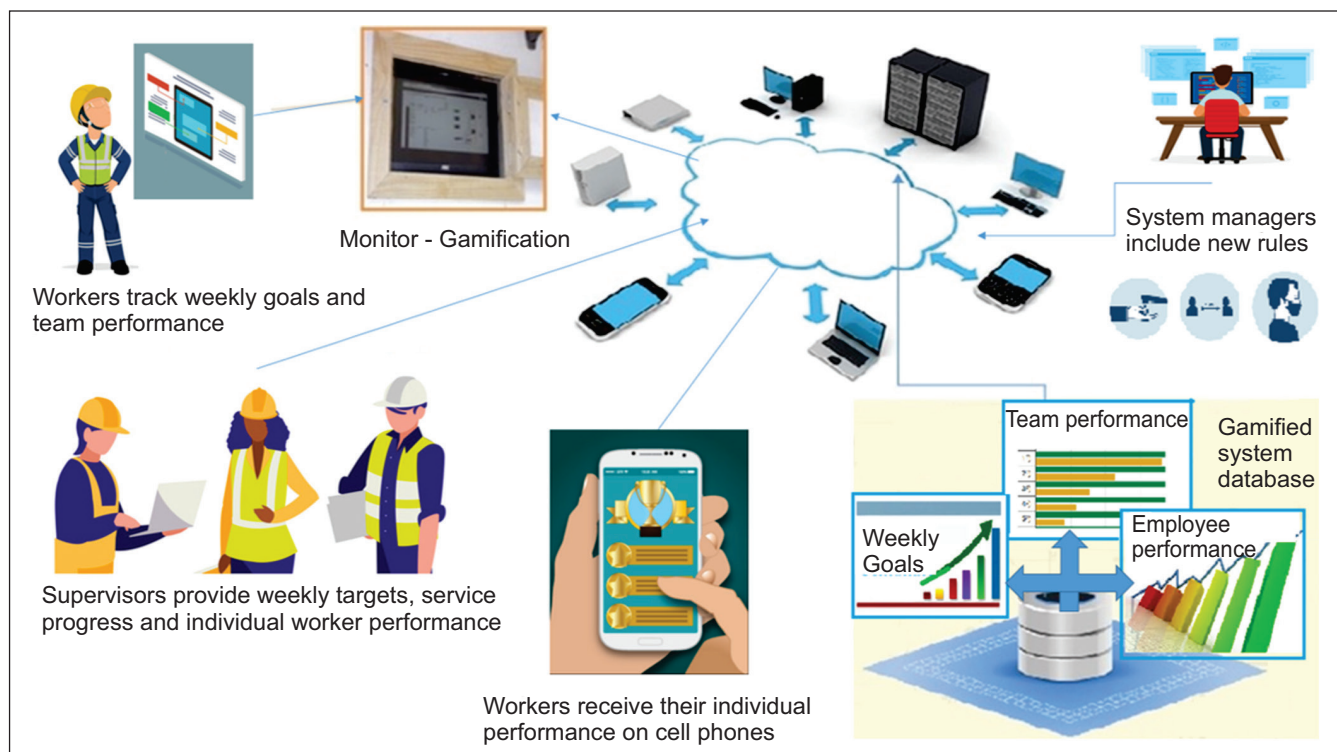 Monitor - Gamification
Workers track weekly goals and
team performance
System managers
include new rules
Supervisors provide weekly targets, service
progress and individual worker performance
Workers receive their individual
performance on cell phones
Team performance
Gamified
system
database
Weekly
Goals
Employee
performance